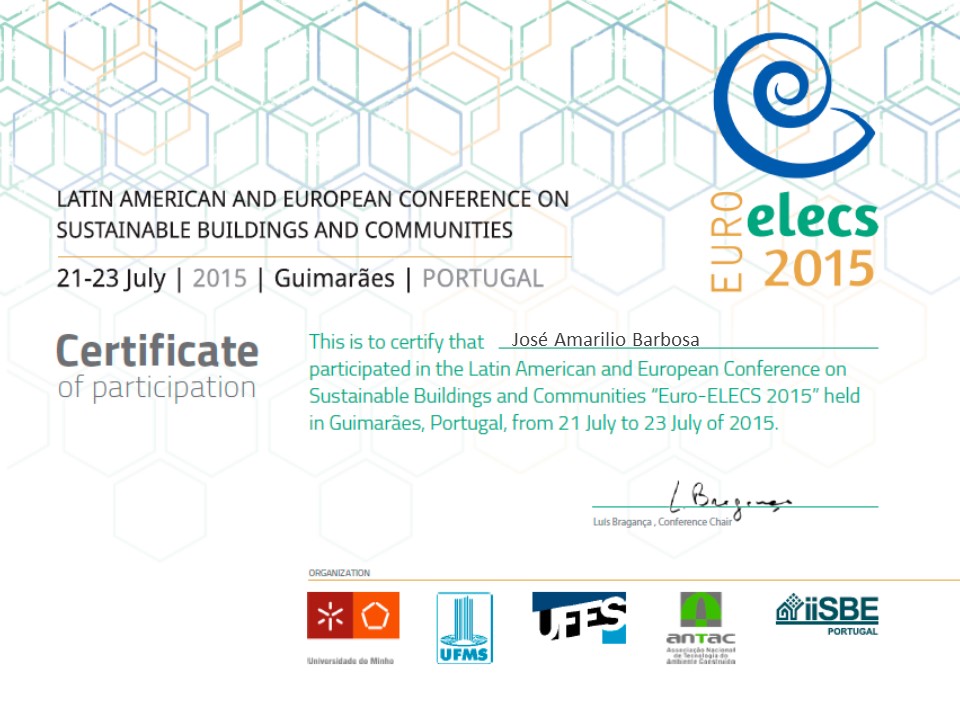 LATIN AMERICAN AND EUROPEAN CONFERENCE ON
SUSTAINABLE BUILDINGS AND COMMUNITIES
21-23 July | 2015 | Guimarães | PORTUGAL
EURO
elecs
2015
Certificate
of participation
This is to certify that José Amarilio Barbosa
participated in the Latin American and European Conference on
Sustainable Buildings and Communities “Euro-ELECS 2015” held
in Guimarães, Portugal, from 21 July to 23 July of 2015.
L Bragança
Luís Bragança , Conference Chair
ORGANIZATION
Universidade do Minho
UFMS
UFES
antac
Associação Nacional
de Tecnologia do
Ambiente Construído
iiSBE
PORTUGAL